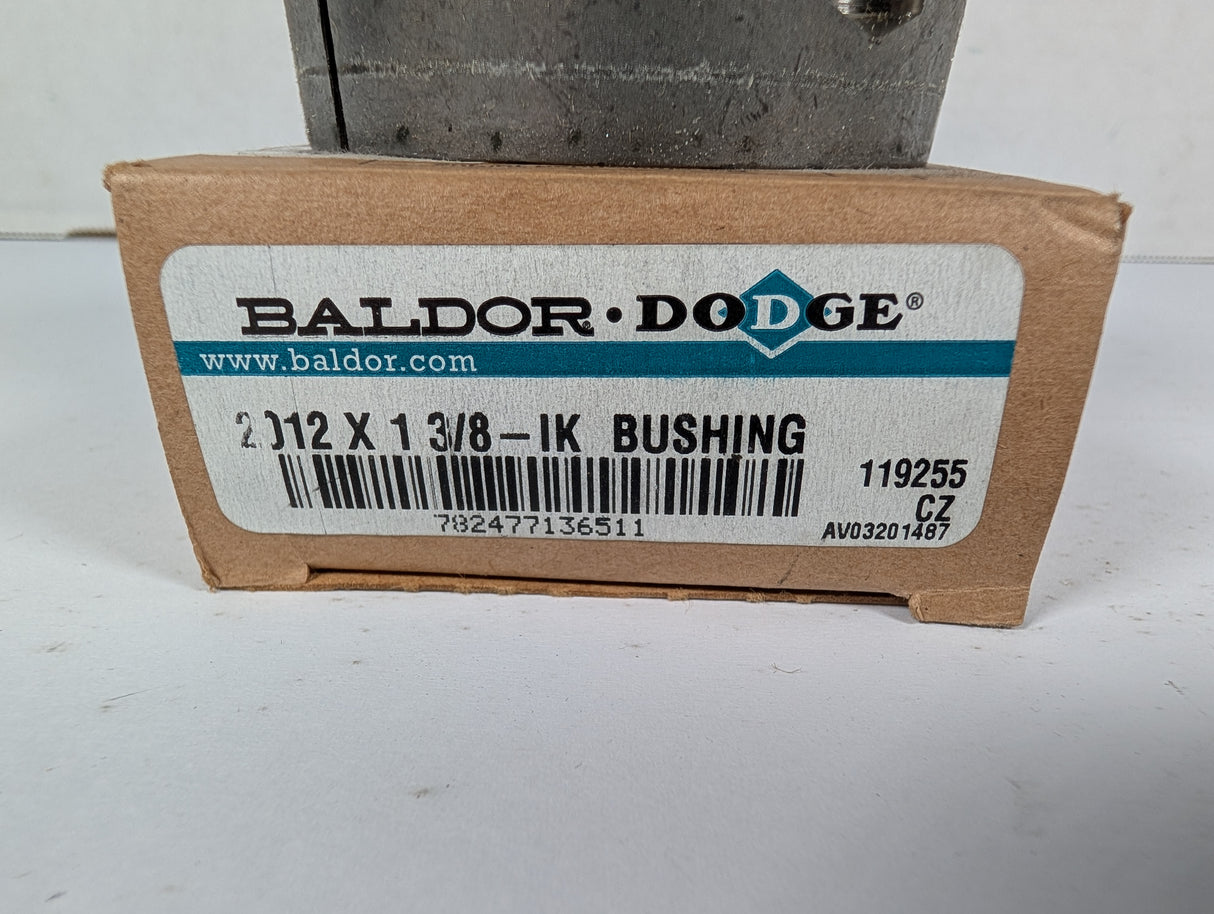 BALDOR · DODGE®
www.baldor.com
2012 X 1 3/8-IK BUSHING
782477136511
119255
CZ
AV03201487